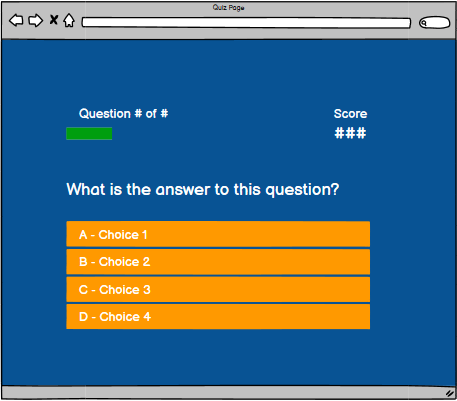 Quiz Page
Question # of #
Score
###
What is the answer to this question?
A - Choice 1
B - Choice 2
C - Choice 3
D - Choice 4